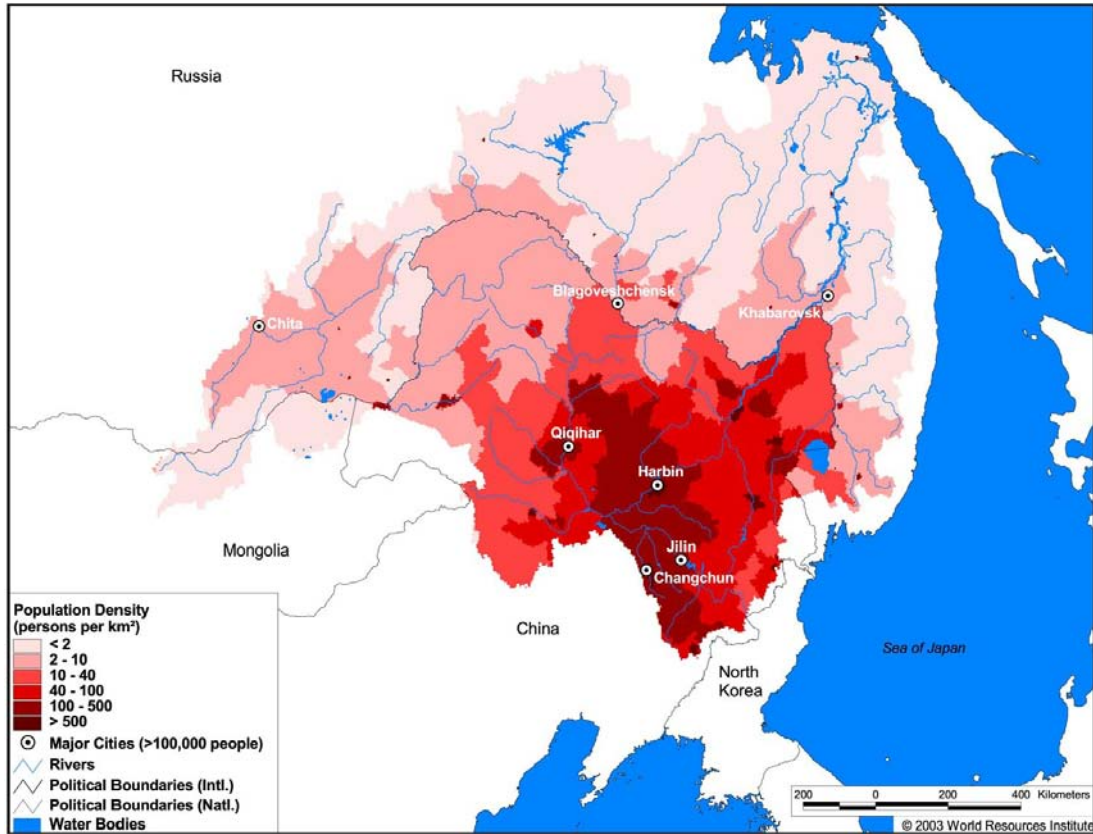 Russia
Blagoveshchensk
Khabarovsk
Chita
Qiqihar
Harbin
Mongolia
Jilin
Changchun
China
Sea of Japan
North
Korea
Population Density
(persons per km²)
< 2
2 - 10
10 - 40
40 - 100
100 - 500
> 500
Major Cities (>100,000 people)
Rivers
Political Boundaries (Intl.)
Political Boundaries (Natl.)
Water Bodies
200 0 200 400 Kilometers
© 2003 World Resources Institute